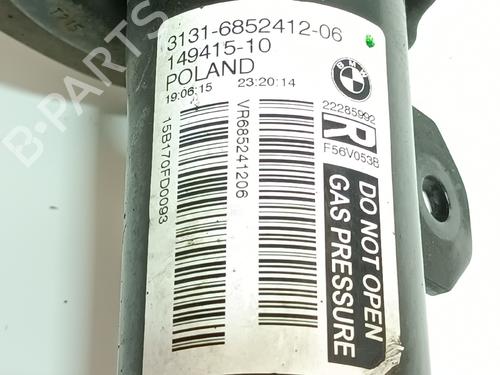 3131-6852412-06
149415-10
POLAND
19:06:15 23:20:14
BMW
22285992
R
F56V053B
15B170FD0093
VR685241206
DO NOT OPEN
GAS PRESSURE
B-PARTS